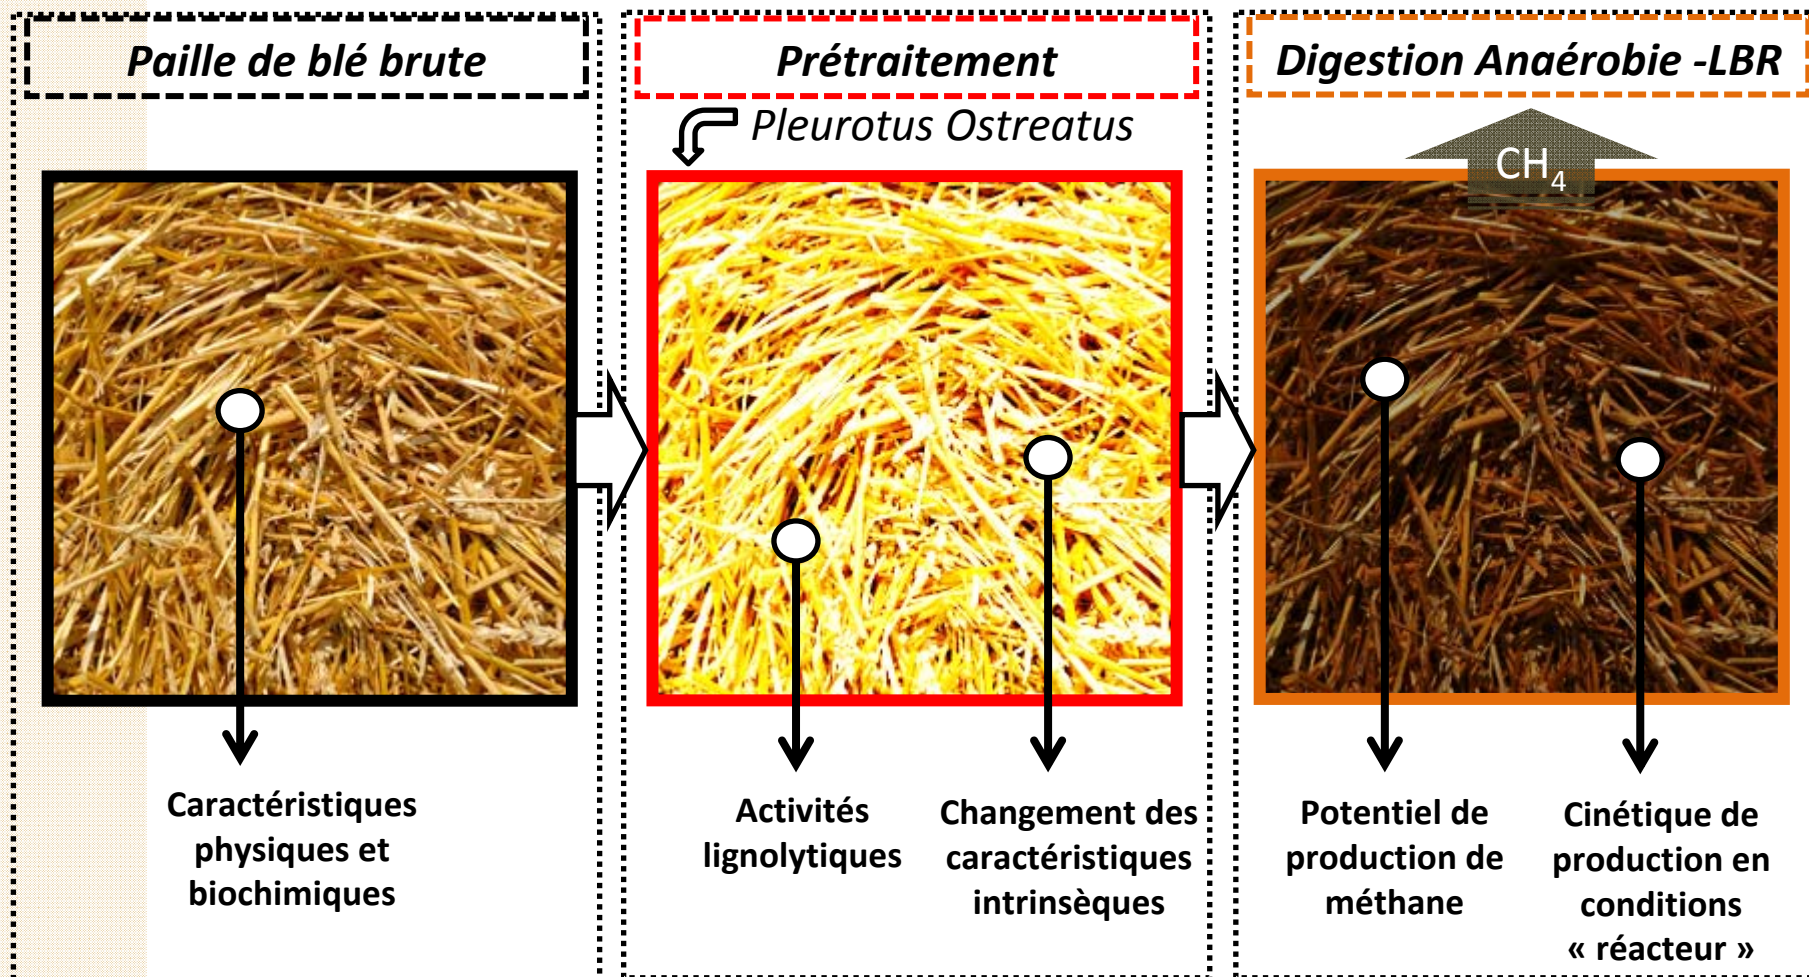 Paille de blé brute
Prétraitement
Digestion Anaérobie -LBR
Pleurotus Ostreatus
CH4
Caractéristiques
physiques et
biochimiques
Activités
lignolytiques
Changement des
caractéristiques
intrinsèques
Potentiel de
production de
méthane
Cinétique de
production en
conditions
« réacteur »